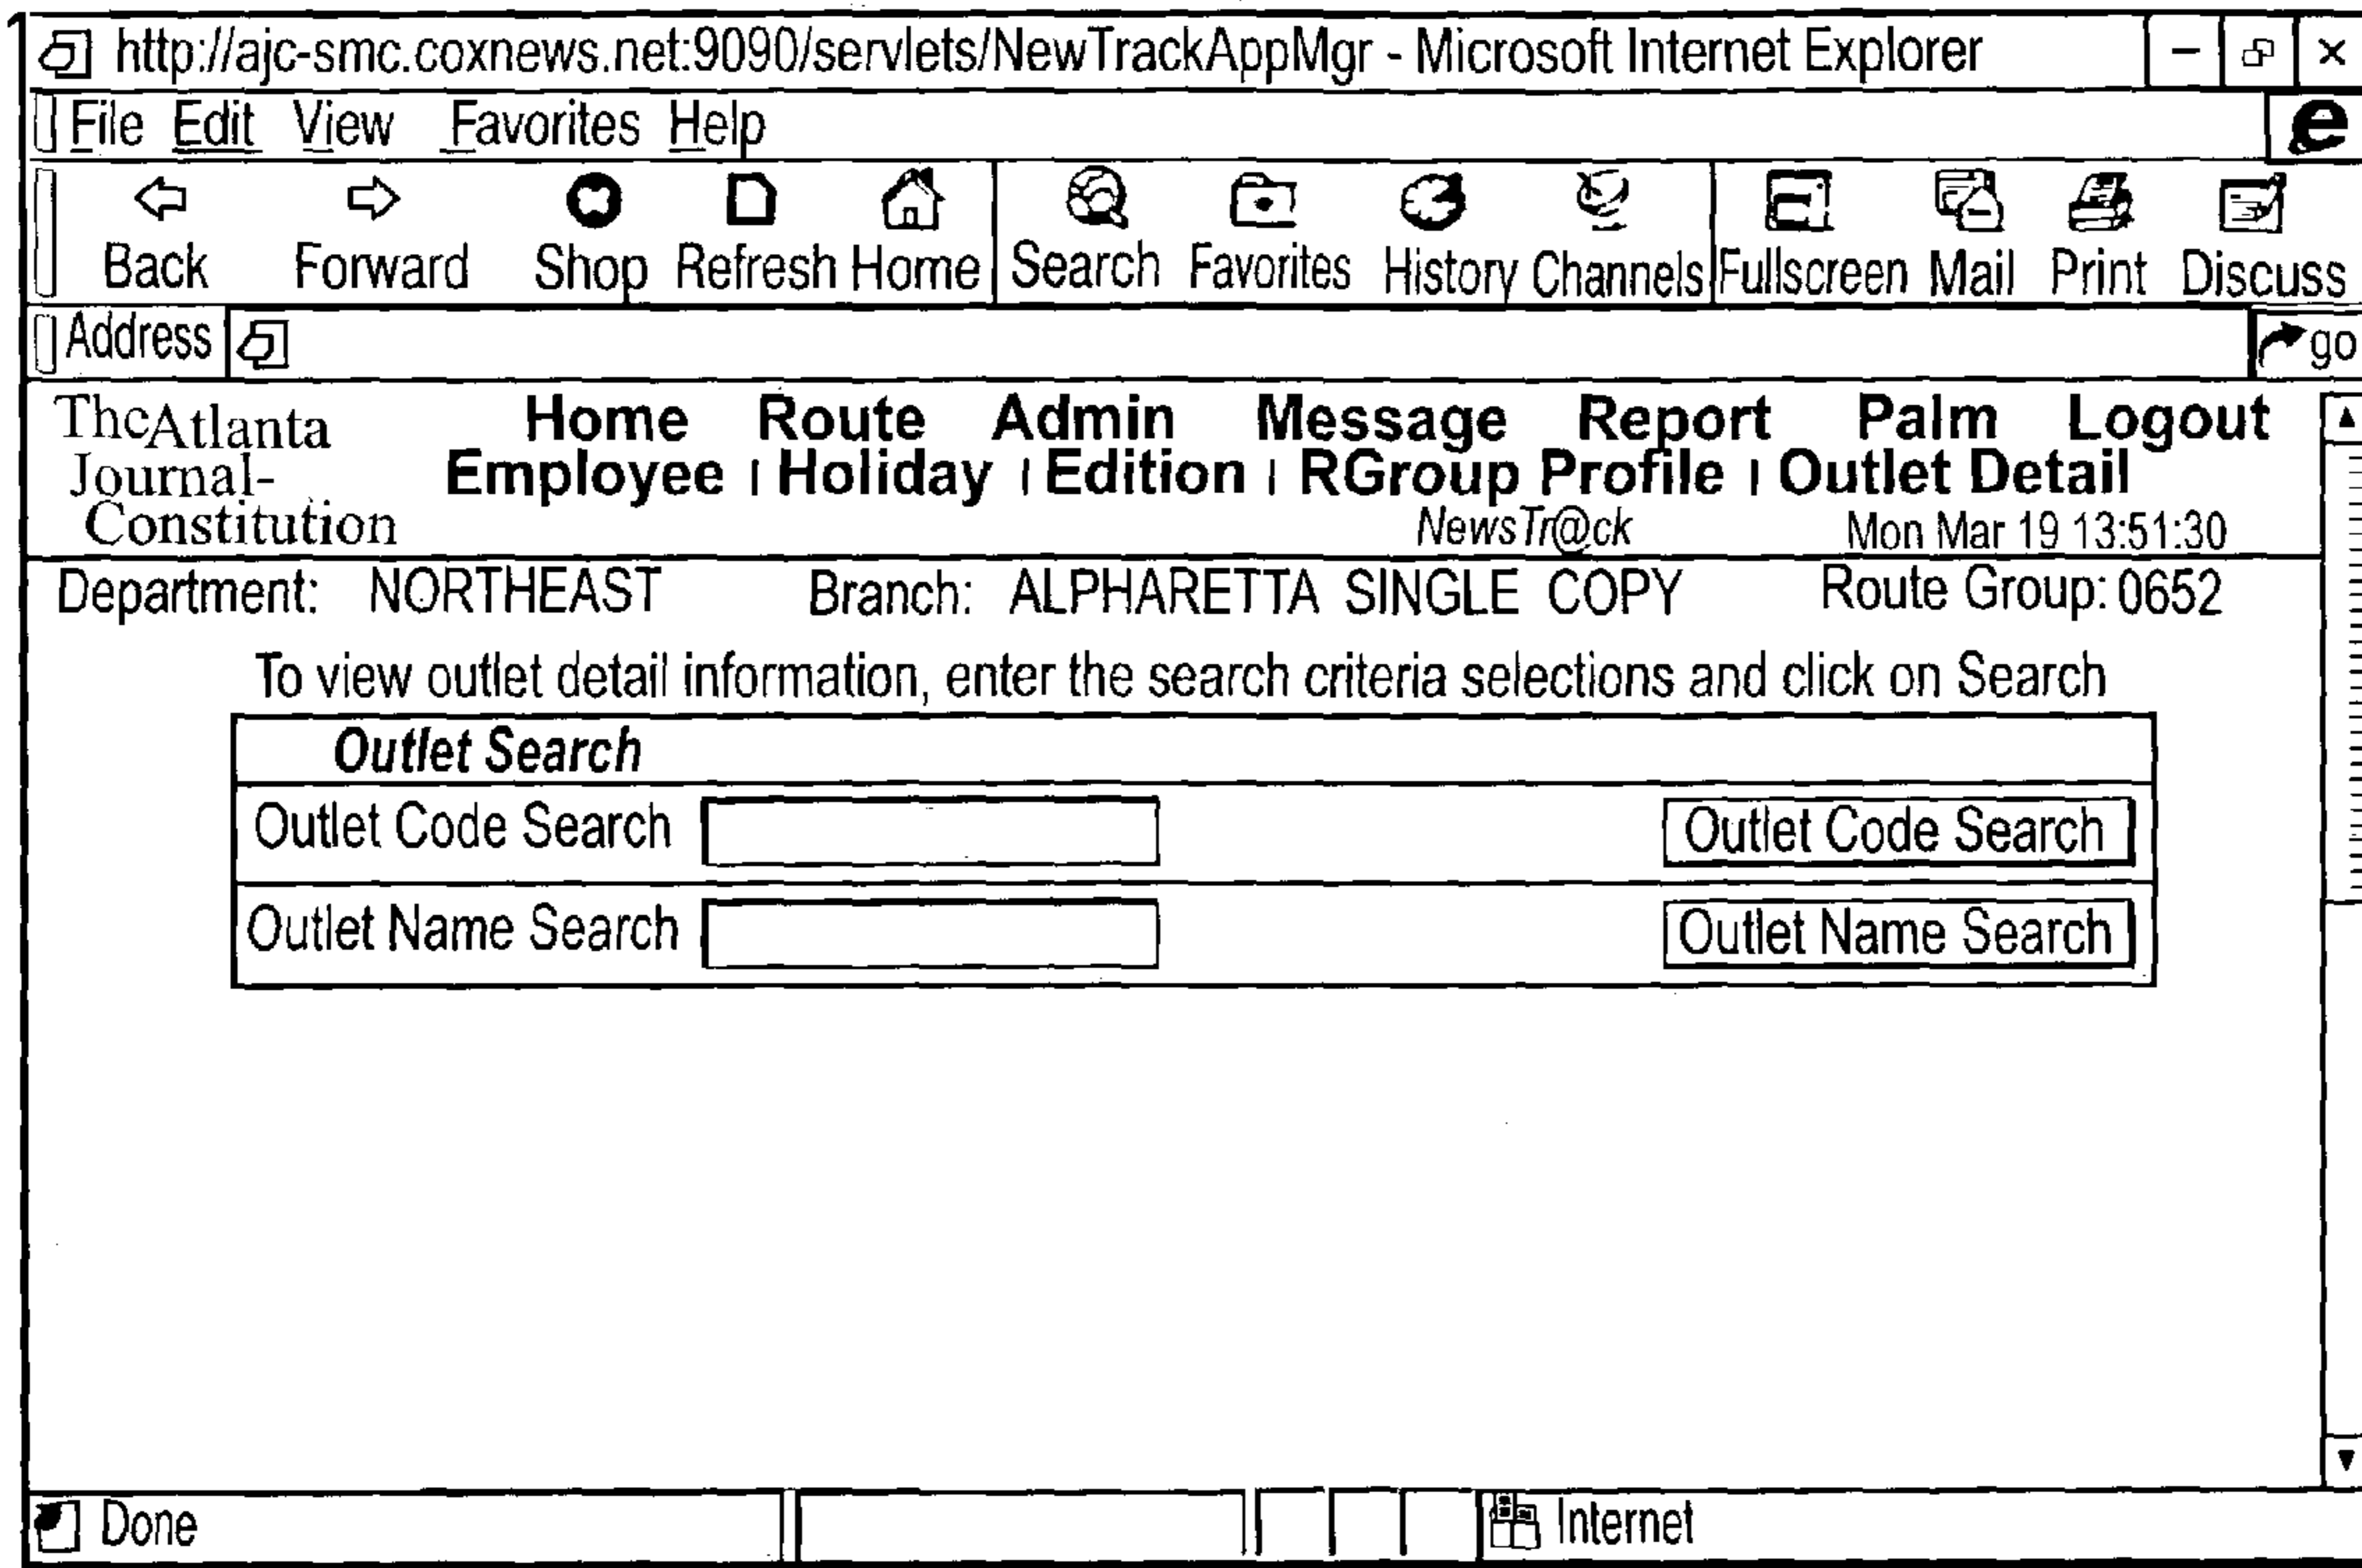 http://ajc-smc.coxnews.net:9090/servlets/NewTrackAppMgr - Microsoft Internet Explorer
File Edit View Favorites Help
Back Forward Shop Refresh Home Search Favorites History Channels Fullscreen Mail Print Discuss
Address go
The Atlanta
Journal-
Constitution
Home Route Admin Message Report Palm Logout
Employee | Holiday | Edition | RGroup Profile | Outlet Detail
NewsTr@ck Mon Mar 19 13:51:30
Department: NORTHEAST Branch: ALPHARETTA SINGLE COPY Route Group: 0652
To view outlet detail information, enter the search criteria selections and click on Search
Outlet Search
Outlet Code Search Outlet Code Search
Outlet Name Search Outlet Name Search
Done Internet